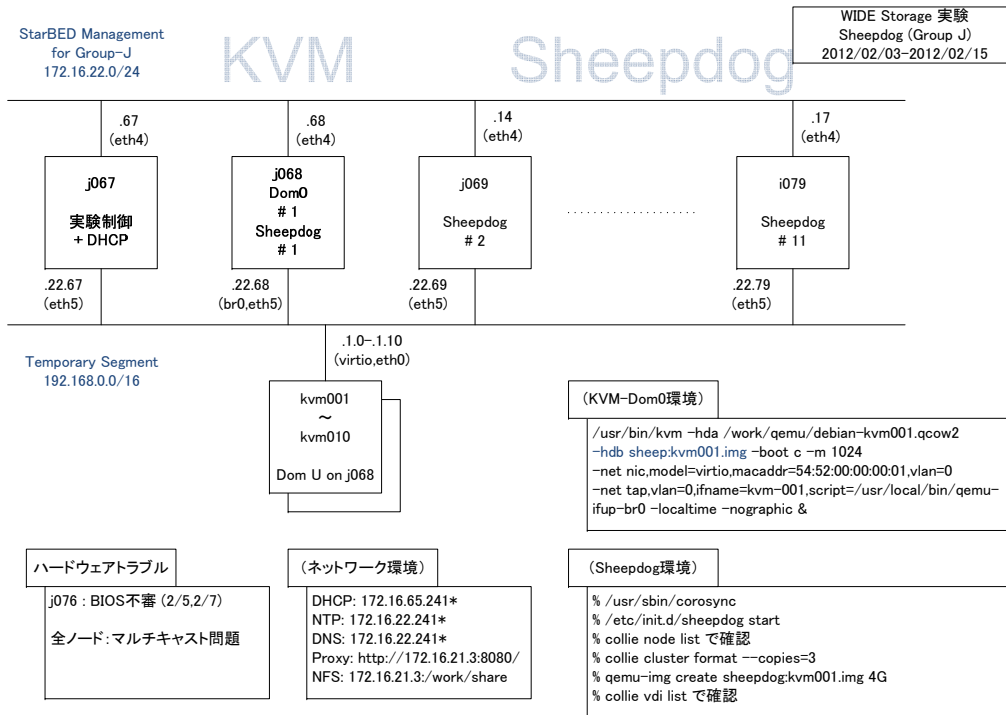 StarBED Management
for Group-J
172.16.22.0/24
KVM
Sheepdog
WIDE Storage 実験
Sheepdog (Group J)
2012/02/03-2012/02/15
.67
(eth4)
.68
(eth4)
.14
(eth4)
.17
(eth4)
j067
実験制御
+ DHCP
j068
Dom0
# 1
Sheepdog
# 1
j069
Sheepdog
# 2
....................
i079
Sheepdog
# 11
.22.67
(eth5)
.22.68
(br0,eth5)
.22.69
(eth5)
.22.79
(eth5)
Temporary Segment
192.168.0.0/16
.1.0-.1.10
(virtio,eth0)
kvm001
～
kvm010
Dom U on j068
（KVM-Dom0環境）
/usr/bin/kvm -hda /work/qemu/debian-kvm001.qcow2
-hdb sheep:kvm001.img -boot c -m 1024
-net nic,model=virtio,macaddr=54:52:00:00:00:01,vlan=0
-net tap,vlan=0,ifname=kvm-001,script=/usr/local/bin/qemu-
ifup-br0 -localtime -nographic &
ハードウェアトラブル
j076 : BIOS不審 (2/5,2/7)
全ノード：マルチキャスト問題
（ネットワーク環境）
DHCP: 172.16.65.241*
NTP: 172.16.22.241*
DNS: 172.16.22.241*
Proxy: http://172.16.21.3:8080/
NFS: 172.16.21.3:/work/share
（Sheepdog環境）
% /usr/sbin/corosync
% /etc/init.d/sheepdog start
% collie node list で確認
% collie cluster format --copies=3
% qemu-img create sheepdog:kvm001.img 4G
% collie vdi list で確認